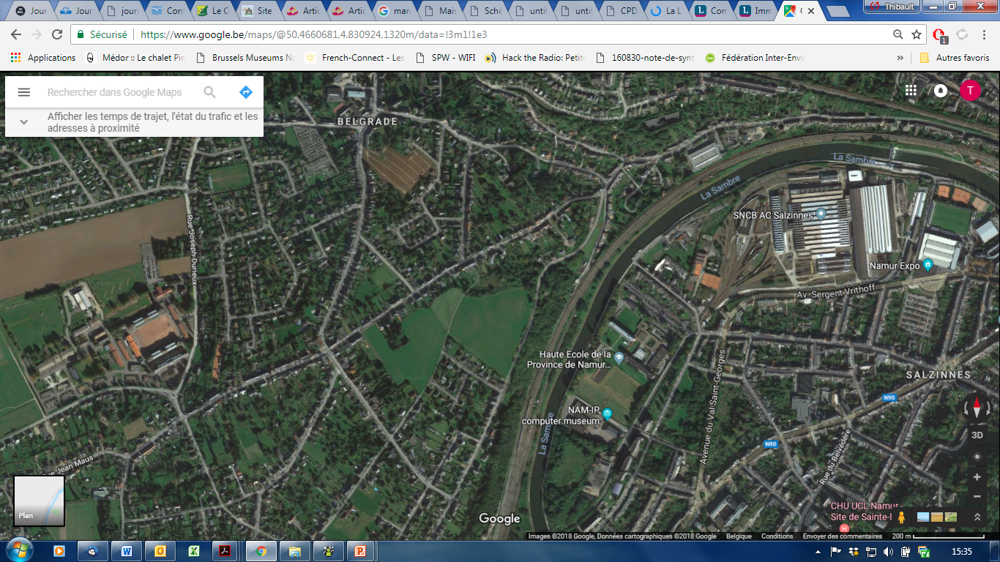 Jour
Jour
journ
Con
Le C
Site
Artic
Artic
marc
Mais
Sché
untit
untit
CPD
La L
Com
Imm
Thibault
Sécurisé
https://www.google.be/maps/@50.4660681,4.830924,1320m/data=!3m1!1e3
1
Applications
Médor :: Le chalet Pir
Brussels Museums No
French-Connect - Les
SPW - WIFI
Hack the Radio: Petite
160830-note-de-synt
Fédération Inter-Envi
»
Autres favoris
Rechercher dans Google Maps
Afficher les temps de trajet, l'état du trafic et les
adresses à proximité
T
BELGRADE
La Sambre
La Sambre
SNCB AC Salzinnes
Rue Joseph Durieux
Namur Expo
Av. Sergent Vrithoff
Haute Ecole de la
Province de Namur...
SALZINNES
N90
Avenue du Val Saint-Georges
NAM-IP
computer museum
La Sambre
N90
Rue du Belvédère
3D
Rue Jean Maus
Plan
CHU UCL Namur -
Site de Sainte-
H
Google
Images ©2018 Google, Données cartographiques ©2018 Google
Belgique
Conditions
Envoyer des commentaires
200 m
15:35